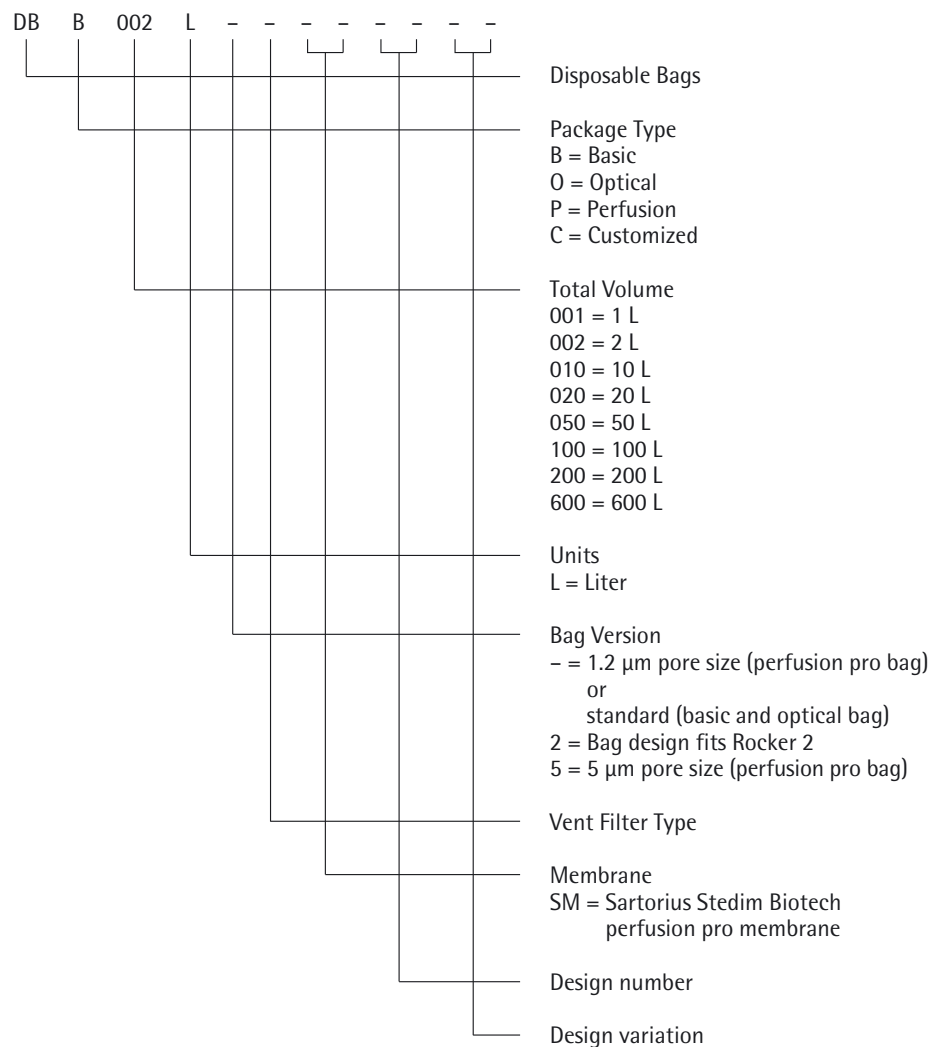 DB B 002 L – – – – – – – –
Disposable Bags
Package Type
B = Basic
O = Optical
P = Perfusion
C = Customized
Total Volume
001 = 1 L
002 = 2 L
010 = 10 L
020 = 20 L
050 = 50 L
100 = 100 L
200 = 200 L
600 = 600 L
Units
L = Liter
Bag Version
– = 1.2 µm pore size (perfusion pro bag)
or
standard (basic and optical bag)
2 = Bag design fits Rocker 2
5 = 5 µm pore size (perfusion pro bag)
Vent Filter Type
Membrane
SM = Sartorius Stedim Biotech
perfusion pro membrane
Design number
Design variation